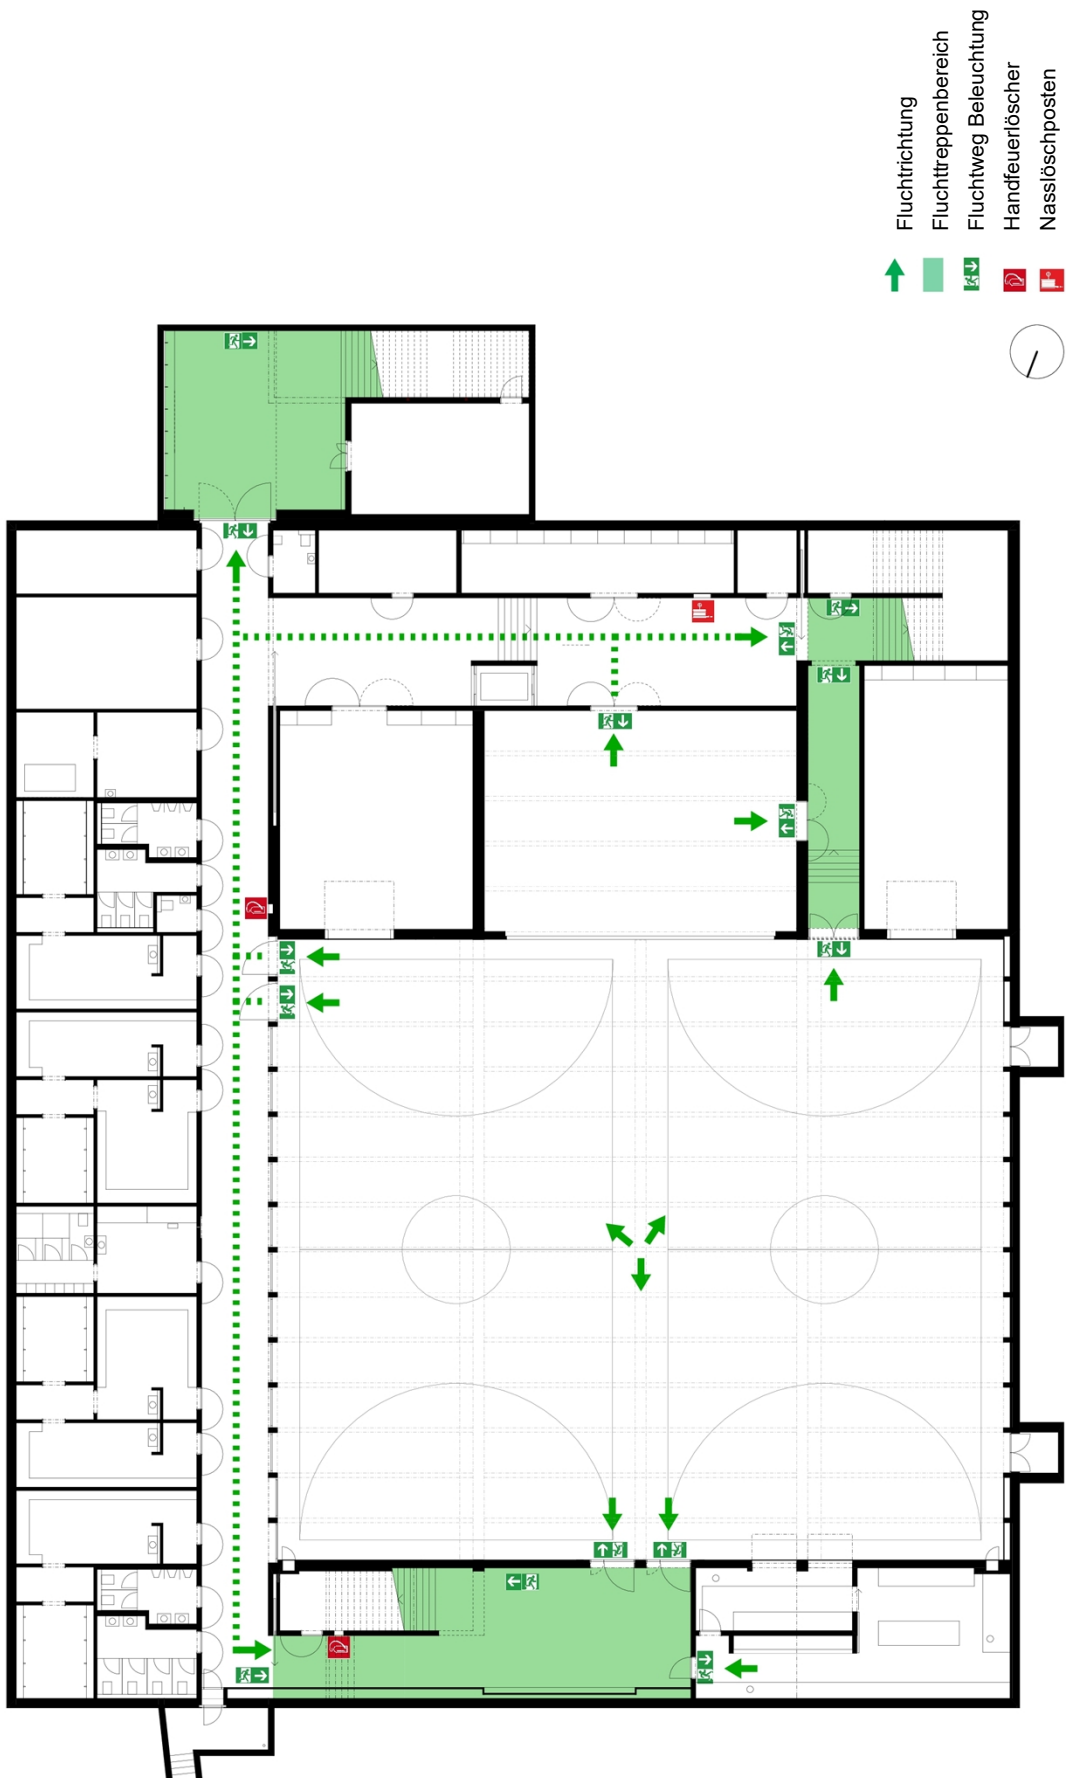 Fluchtrichtung
Fluchttreppenbereich
Fluchtweg Beleuchtung
Handfeuerlöscher
Nasslöschposten